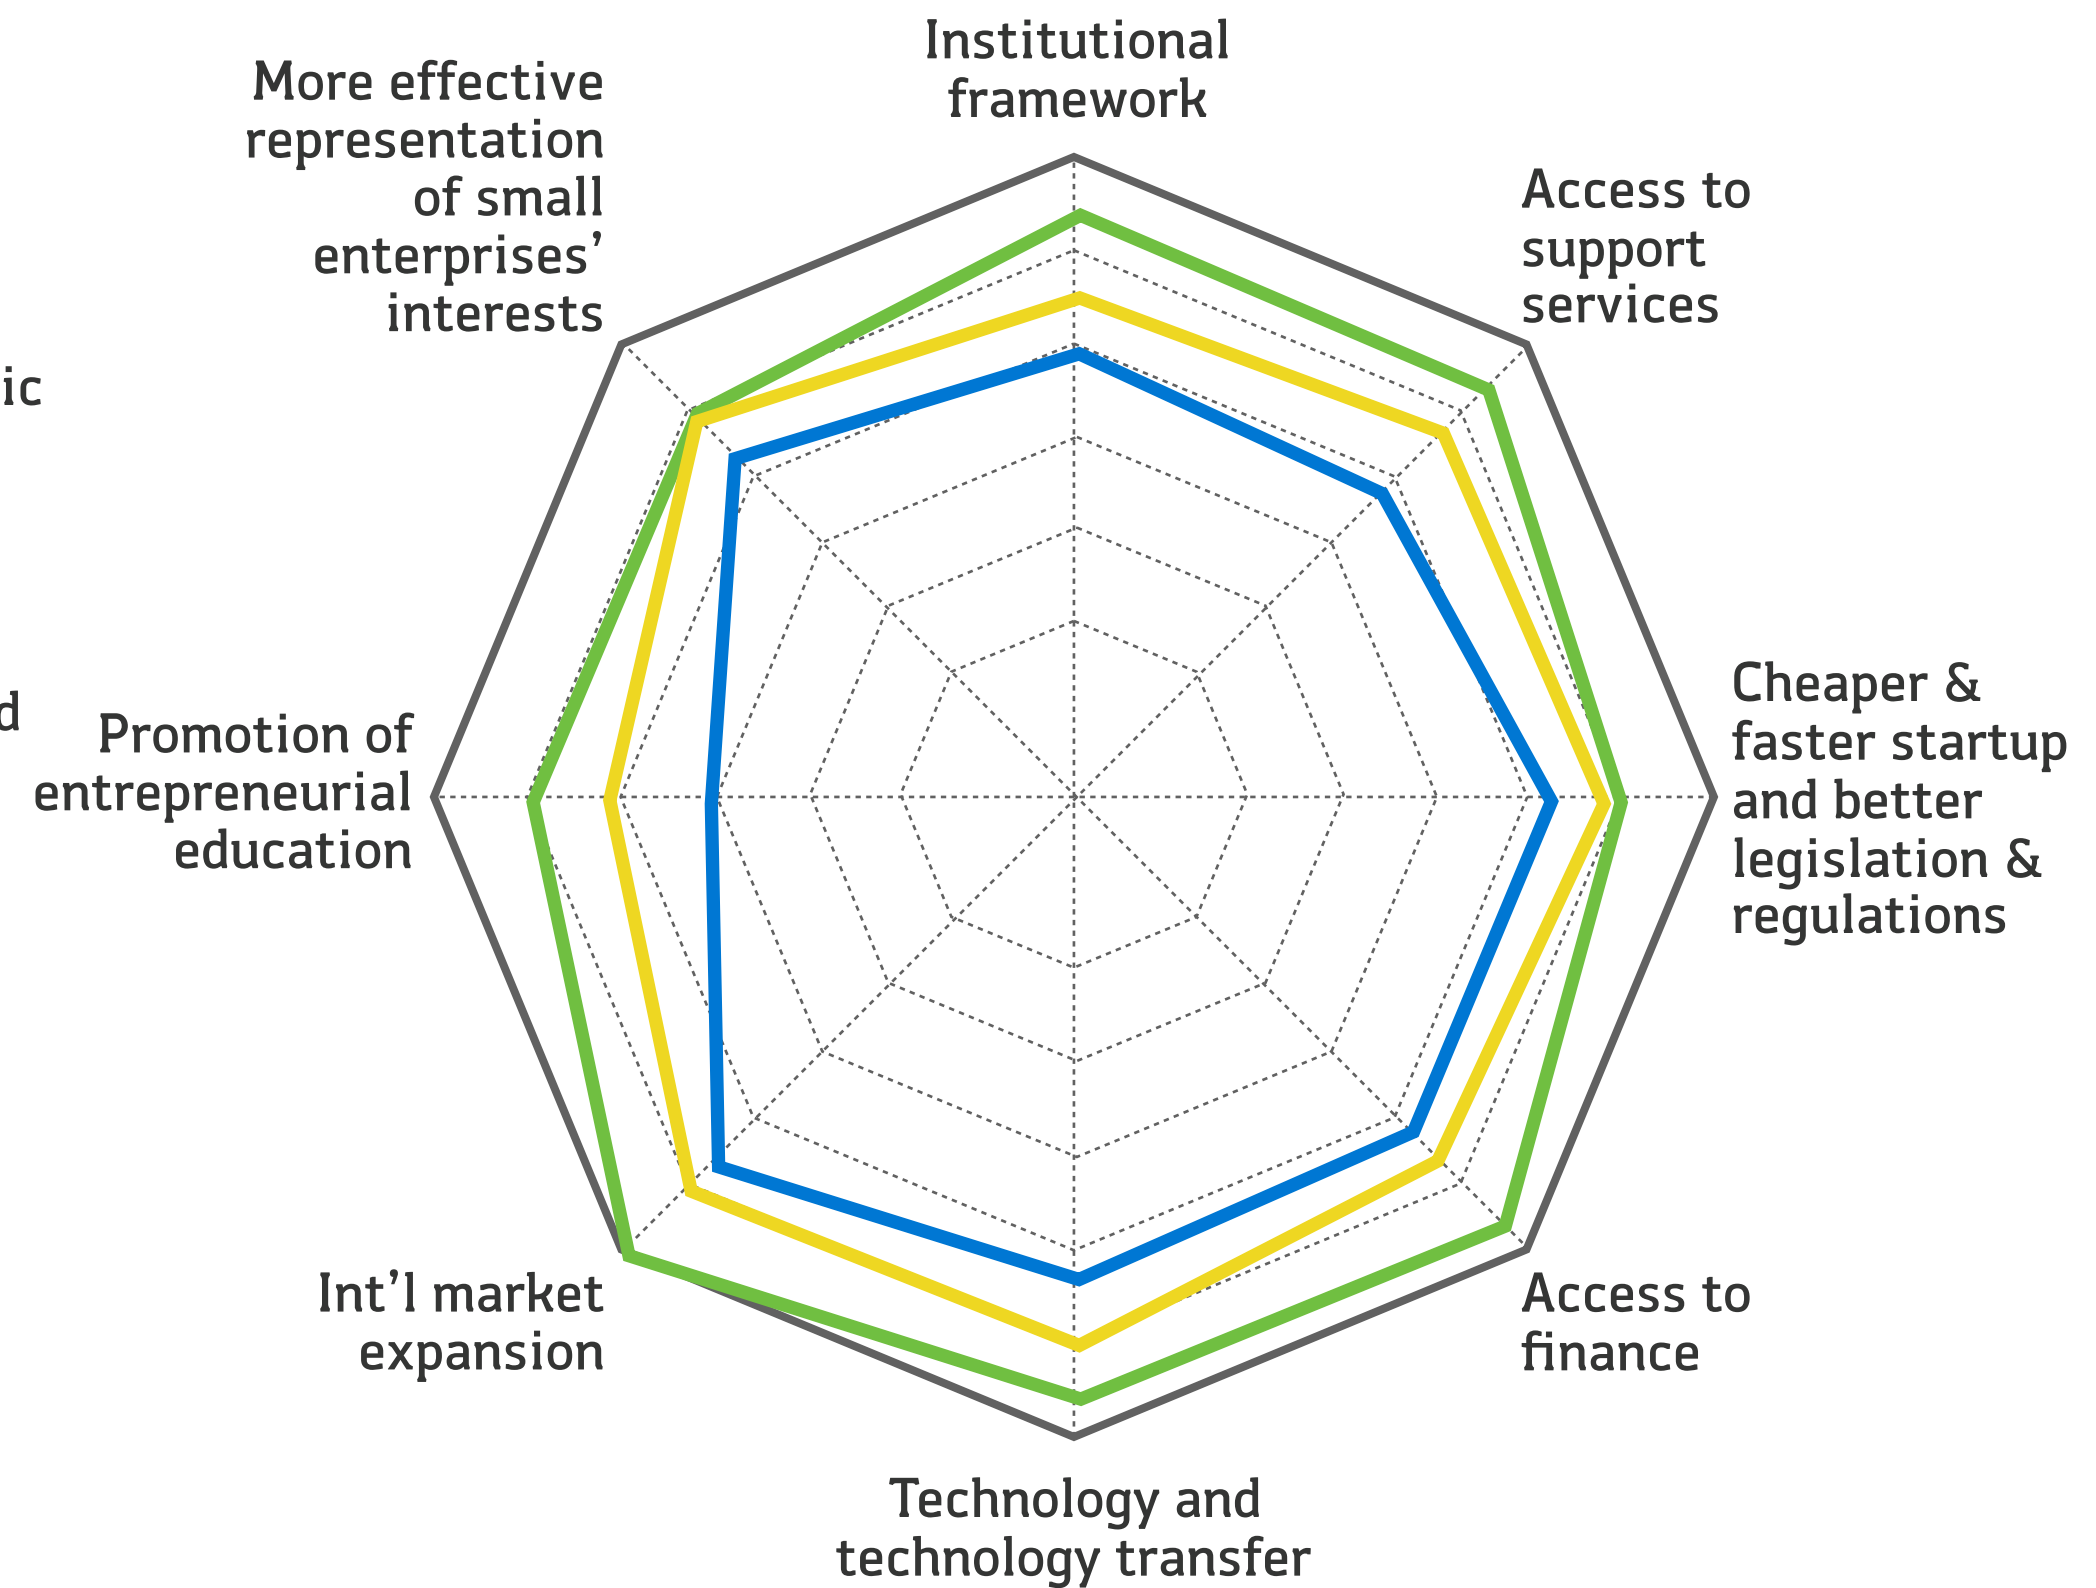 Institutional
framework
More effective
representation
of small
enterprises’
interests
Access to
support
services
ic
d
Promotion of
entrepreneurial
education
Cheaper &
faster startup
and better
legislation &
regulations
Int’l market
expansion
Access to
finance
Technology and
technology transfer